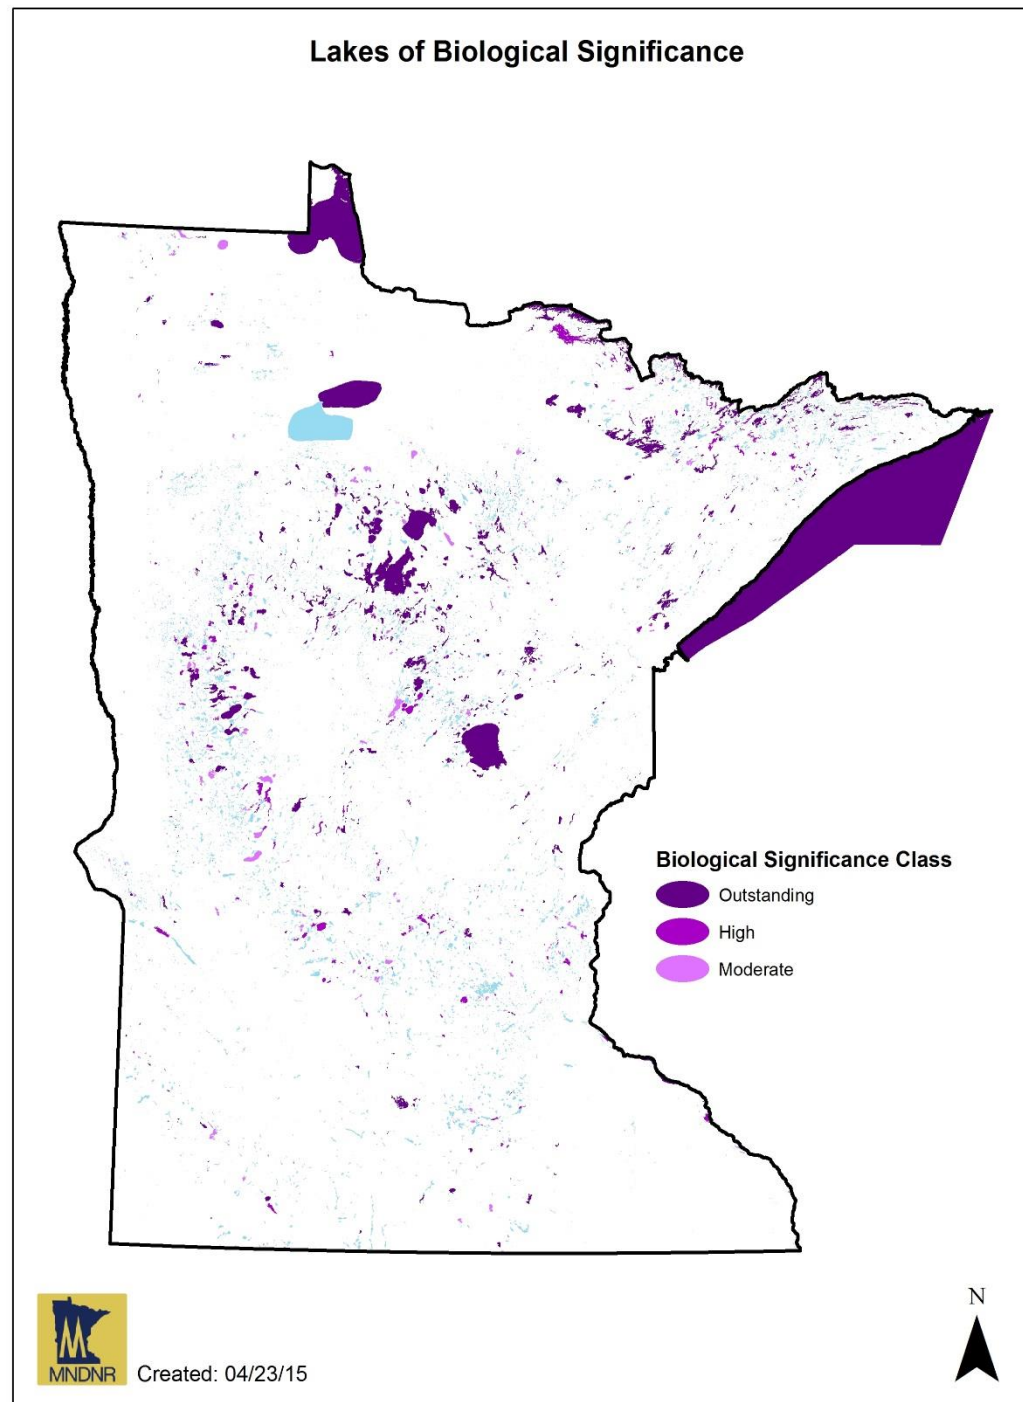 Lakes of Biological Significance
Biological Significance Class
Outstanding
High
Moderate
N
MNDNR
Created: 04/23/15